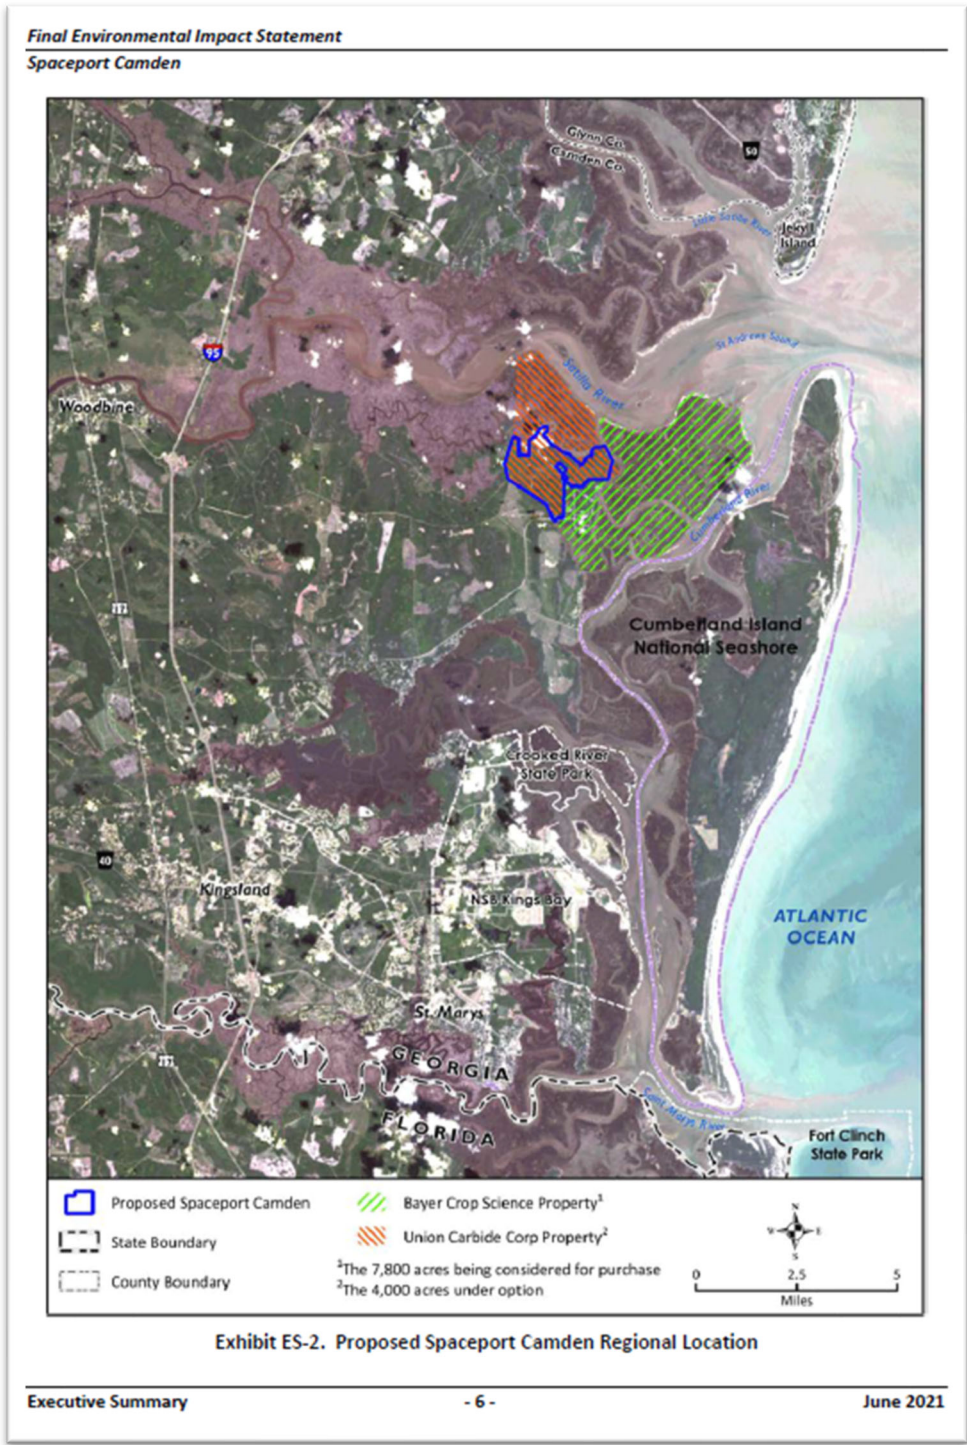 Final Environmental Impact Statement
Spaceport Camden
Glynn Co.
Camden Co.
50
Little Satilla River
Jekyll
Island
95
St Andrews Sound
Satilla River
Woodbine
Cumberland River
Cumberland Island
National Seashore
Crooked River
State Park
40
Kingsland
NSB Kings Bay
ATLANTIC
OCEAN
St. Marys
GEORGIA
FLORIDA
Saint Marys River
Fort Clinch
State Park
Proposed Spaceport Camden
State Boundary
County Boundary
Bayer Crop Science Property¹
Union Carbide Corp Property²
¹The 7,800 acres being considered for purchase
²The 4,000 acres under option
N
W E
S
0 2.5 5
Miles
Exhibit ES-2. Proposed Spaceport Camden Regional Location
Executive Summary - 6 - June 2021